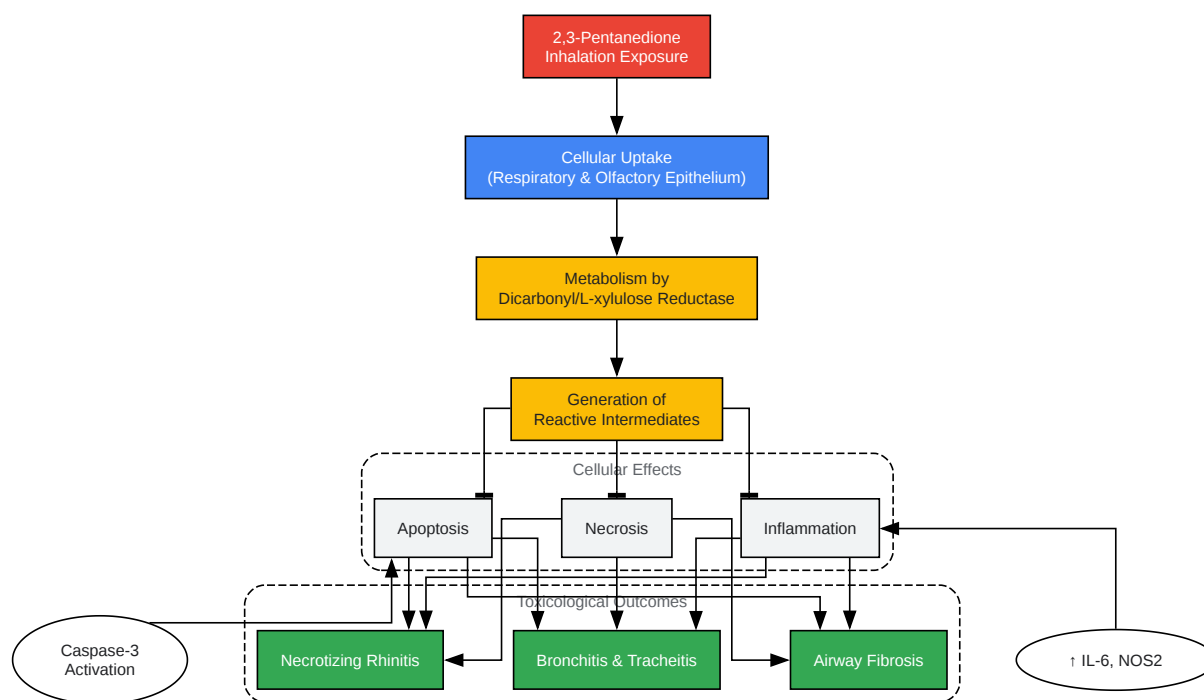 2,3-Pentanedione
Inhalation Exposure
Cellular Uptake
(Respiratory & Olfactory Epithelium)
Metabolism by
Dicarbonyl/L-xylulose Reductase
Generation of
Reactive Intermediates
Cellular Effects
Apoptosis
Necrosis
Inflammation
Toxicological Outcomes
Caspase-3
Activation
Necrotizing Rhinitis
Bronchitis & Tracheitis
Airway Fibrosis
↑ IL-6, NOS2